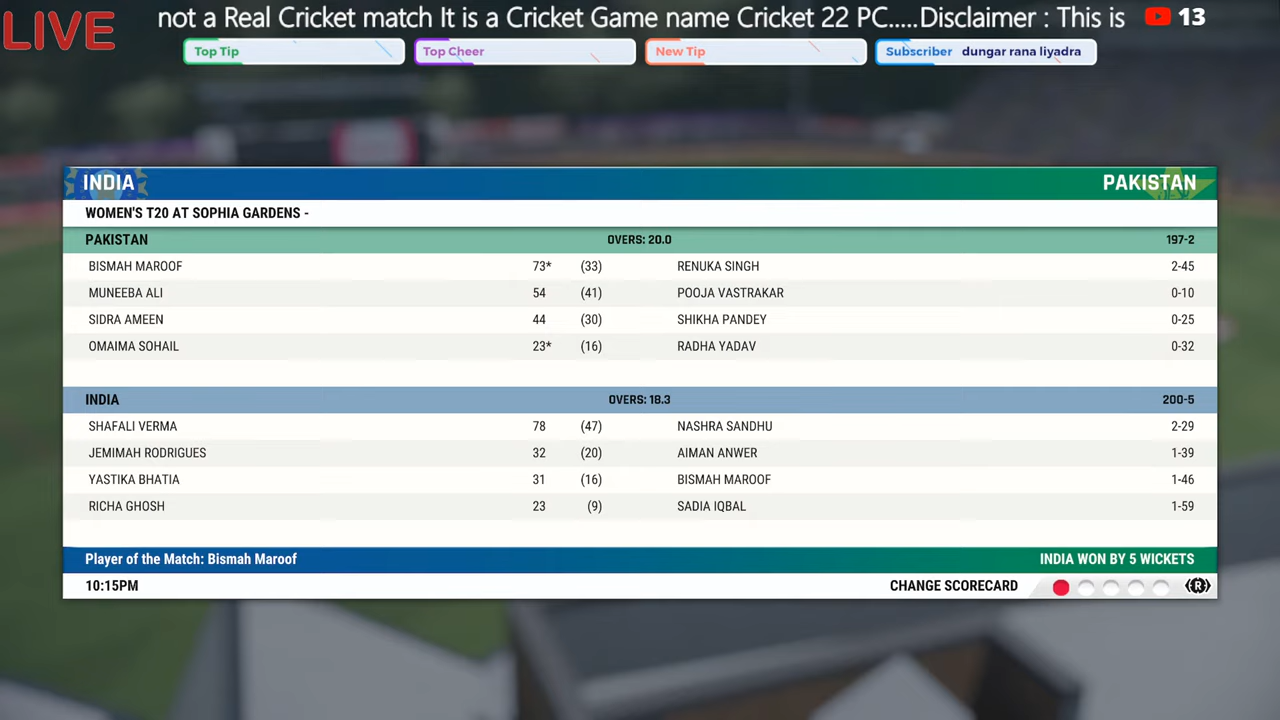 LIVE
not a Real Cricket match It is a Cricket Game name Cricket 22 PC.....Disclaimer : This is
13
Top Tip
Top Cheer
New Tip
Subscriber dungar rana liyadra
INDIA PAKISTAN
WOMEN'S T20 AT SOPHIA GARDENS -
PAKISTAN OVERS: 20.0 197-2
BISMAH MAROOF 73* (33) RENUKA SINGH 2-45
MUNEEBA ALI 54 (41) POOJA VASTRAKAR 0-10
SIDRA AMEEN 44 (30) SHIKHA PANDEY 0-25
OMAIMA SOHAIL 23* (16) RADHA YADAV 0-32
INDIA OVERS: 18.3 200-5
SHAFALI VERMA 78 (47) NASHRA SANDHU 2-29
JEMIMAH RODRIGUES 32 (20) AIMAN ANWER 1-39
YASTIKA BHATIA 31 (16) BISMAH MAROOF 1-46
RICHA GHOSH 23 (9) SADIA IQBAL 1-59
Player of the Match: Bismah Maroof INDIA WON BY 5 WICKETS
10:15PM CHANGE SCORECARD R